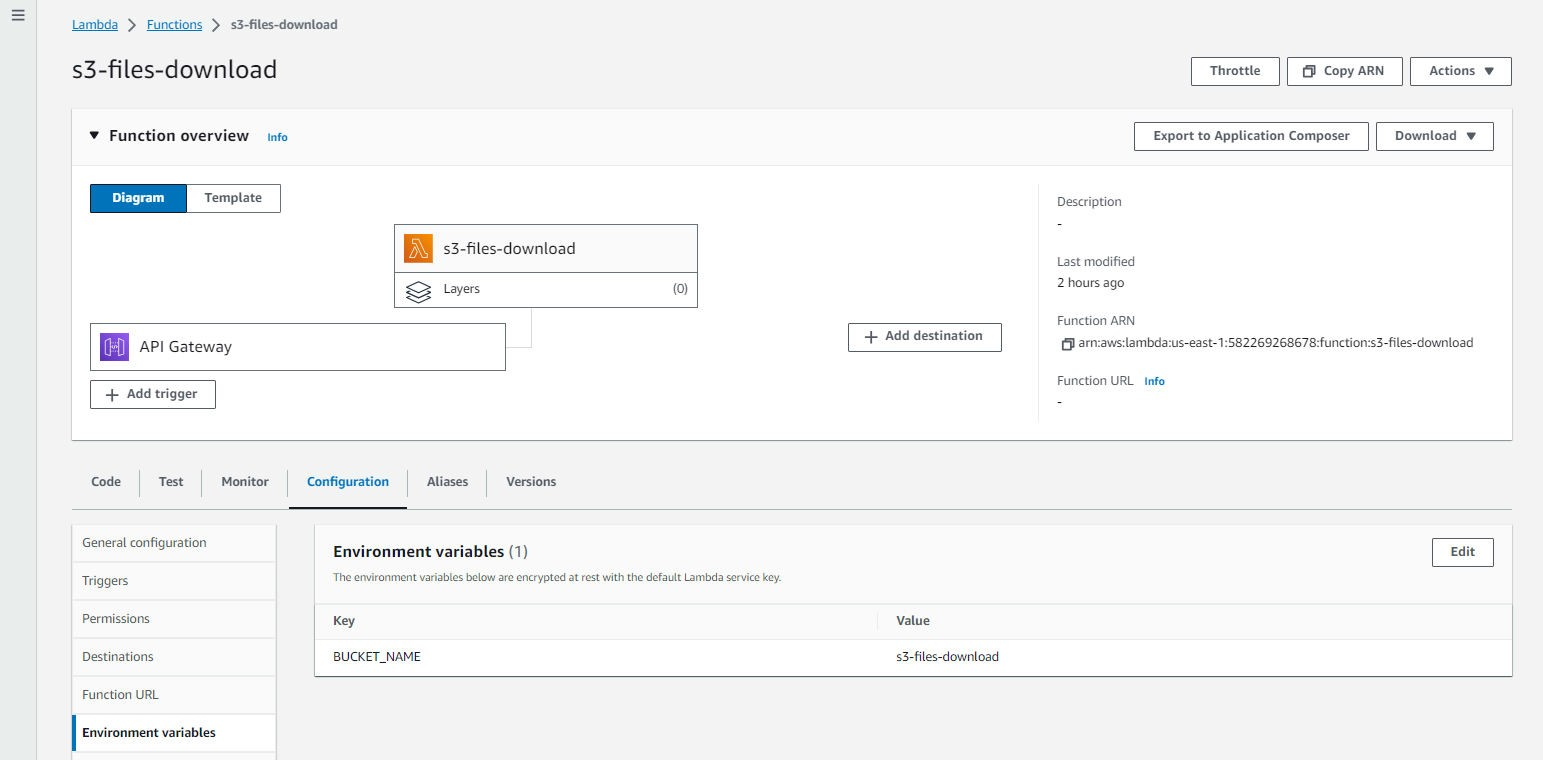 Lambda > Functions > s3-files-download
s3-files-download
Throttle Copy ARN Actions
Function overview Info
Export to Application Composer Download
Diagram Template
s3-files-download
Layers (0)
API Gateway
Add trigger
+ Add destination
Description
-
Last modified
2 hours ago
Function ARN
arn:aws:lambda:us-east-1:582269268678:function:s3-files-download
Function URL Info
-
Code Test Monitor Configuration Aliases Versions
General configuration
Triggers
Permissions
Destinations
Function URL
Environment variables
Environment variables (1)
Edit
The environment variables below are encrypted at rest with the default Lambda service key.
Key Value
BUCKET_NAME s3-files-download